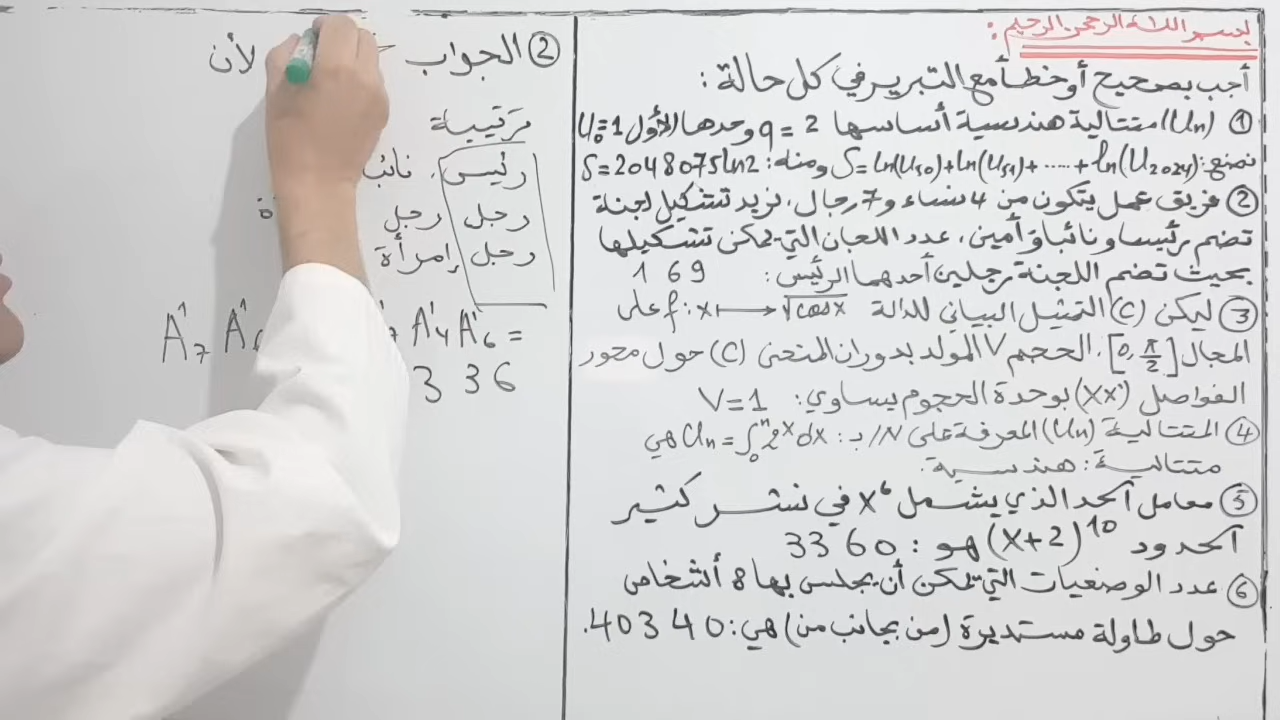 بسم الله الرحمن الرحيم:
أجب بصحيح أو خطأ مع التبرير في كل حالة:
① (Uₙ) متتالية هندسية أساسها q = 2 وحدها الأول U₀=1
نضع: S=ln(U₅₀)+ln(U₅₁)+ ..... +ln(U₂₀₂₄) ومنه: S=2048075ln2
② فريق عمل يتكون من 4 نساء و 7 رجال، نريد تشكيل لجنة
تضم رئيسا و نائبا و أمين، عدد اللجان التي يمكن تشكيلها
بحيث تضم اللجنة رجلين أحدهما الرئيس: 169
③ ليكن (C) التمثيل البياني للدالة f: x ⟼ √cosx على
المجال [0, π/2]، الحجم V المولد بدوران المنحنى (C) حول محور
الفواصل (XX') بوحدة الحجوم يساوي: V=1
④ المتتالية (Uₙ) المعرفة على IN بـ: Uₙ = ∫₀ⁿ 2ˣ dx هي
متتالية: هندسية.
⑤ معامل الحد الذي يشمل x⁶ في نشر كثير
الحدود (x+2)¹⁰ هو: 3360
⑥ عدد الوضعيات التي يمكن أن يجلس بها 8 أشخاص
حول طاولة مستديرة (من بجانب من) هي: 40340.
② الجواب لأن
مرتيبة
رئيس، نائب
رجل رجل
رجل إمرأة
A¹₇ A¹ A¹₄ A¹₆ =
336